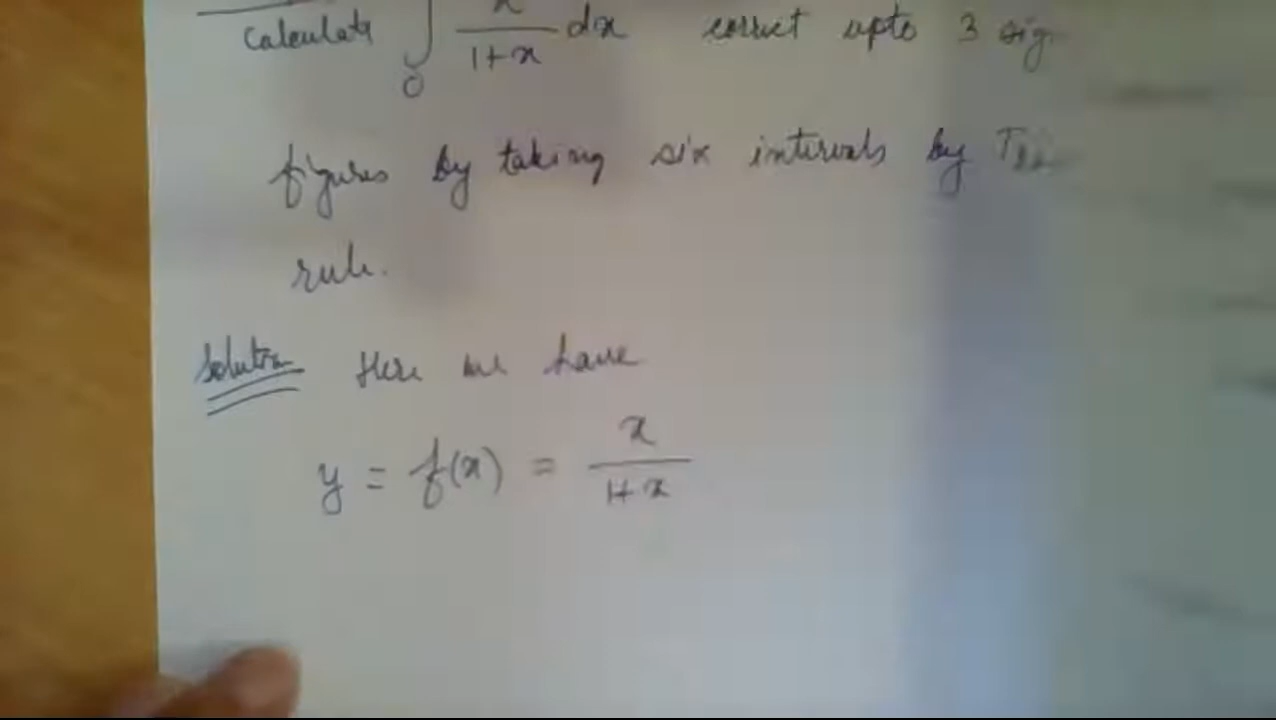 Calculate ∫0 x/1+x dx correct upto 3 sig
figures by taking six intervals by
rule.
Solution Here we have
y = f(x) = x/1+x